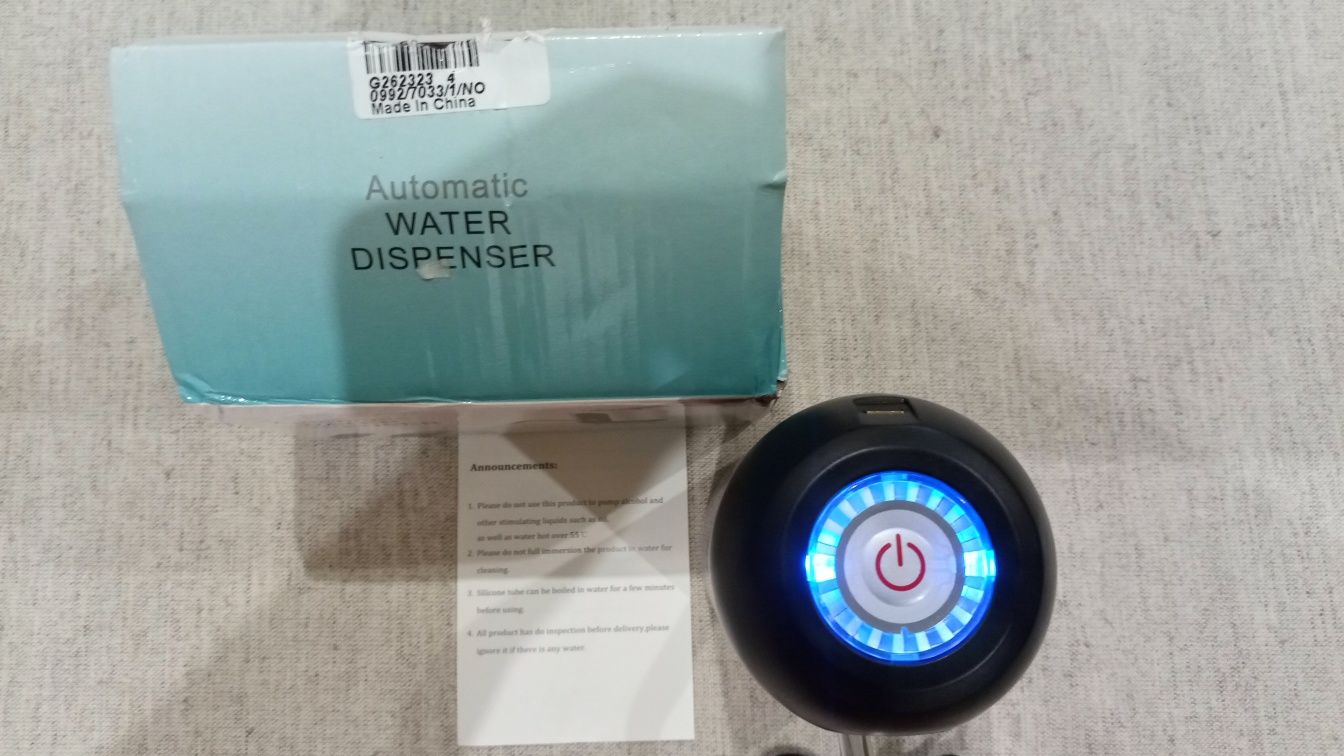 G262323 4
0992/7033/1/NO
Made In China
Automatic
WATER
DISPENSER
Announcements:
1. Please do not use this product to pump alcohol and
other stimulating liquids such as
as well as water hot over 55℃
2. Please do not full immersion the product in water for
cleaning.
3. Silicone tube can be boiled in water for a few minutes
before using.
4. All product has do inspection before delivery,please
ignore it if there is any water.